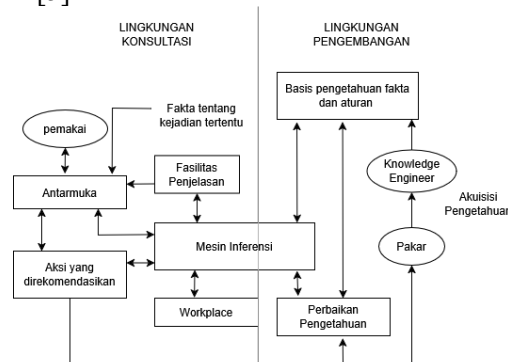 LINGKUNGAN
KONSULTASI
LINGKUNGAN
PENGEMBANGAN
Basis pengetahuan fakta
dan aturan
Fakta tentang
kejadian tertentu
pemakai
Fasilitas
Penjelasan
Knowledge
Engineer
Antarmuka
Akuisisi
Pengetahuan
Mesin Inferensi
Pakar
Aksi yang
direkomendasikan
Workplace
Perbaikan
Pengetahuan